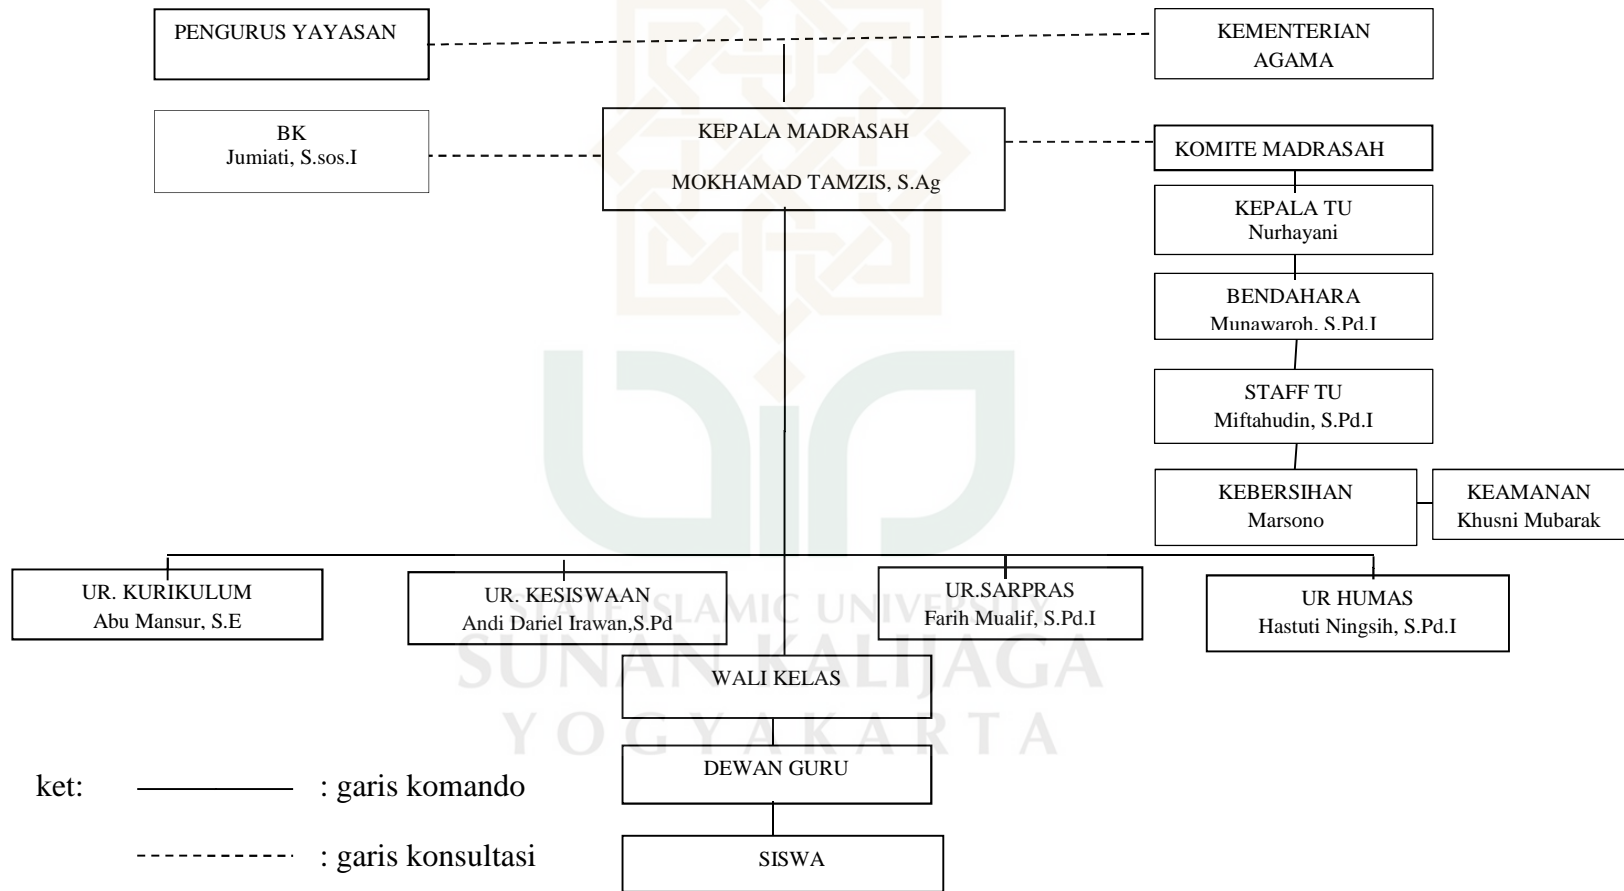 PENGURUS YAYASAN
KEMENTERIAN
AGAMA
BK
Jumiati, S.sos.I
KEPALA MADRASAH
MOKHAMAD TAMZIS, S.Ag
KOMITE MADRASAH
KEPALA TU
Nurhayani
BENDAHARA
Munawaroh, S.Pd.I
STAFF TU
Miftahudin, S.Pd.I
KEBERSIHAN
Marsono
KEAMANAN
Khusni Mubarak
UR. KURIKULUM
Abu Mansur, S.E
UR. KESISWAAN
Andi Dariel Irawan,S.Pd
UR.SARPRAS
Farih Mualif, S.Pd.I
UR HUMAS
Hastuti Ningsih, S.Pd.I
STATE ISLAMIC UNIVERSITY
SUNAN KALIJAGA
YOGYAKARTA
WALI KELAS
DEWAN GURU
SISWA
ket: : garis komando
: garis konsultasi